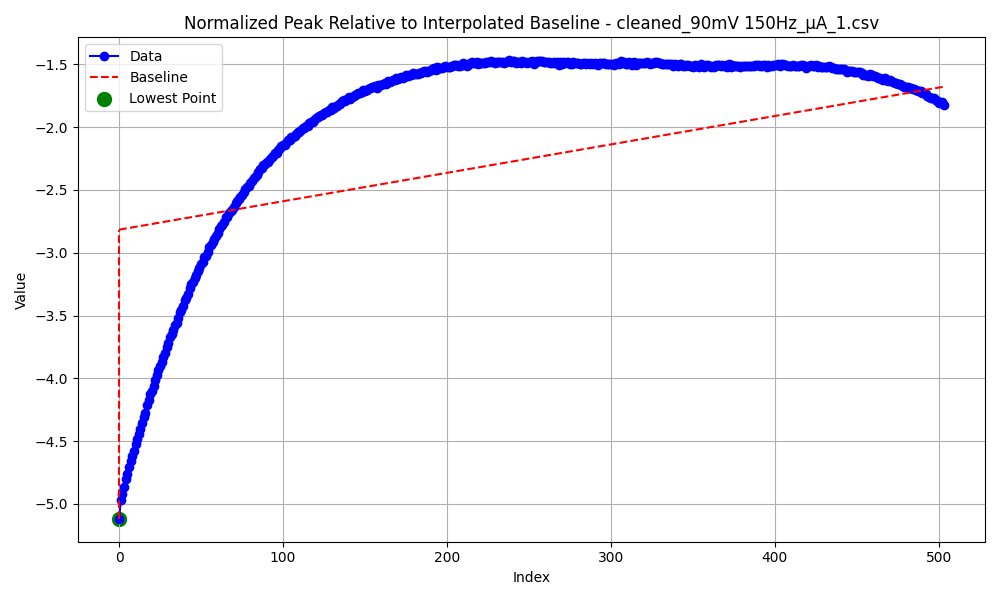 Normalized Peak Relative to Interpolated Baseline - cleaned_90mV 150Hz_μA_1.csv
Data
Baseline
Lowest Point
Value
−1.5
−2.0
−2.5
−3.0
−3.5
−4.0
−4.5
−5.0
0 100 200 300 400 500
Index